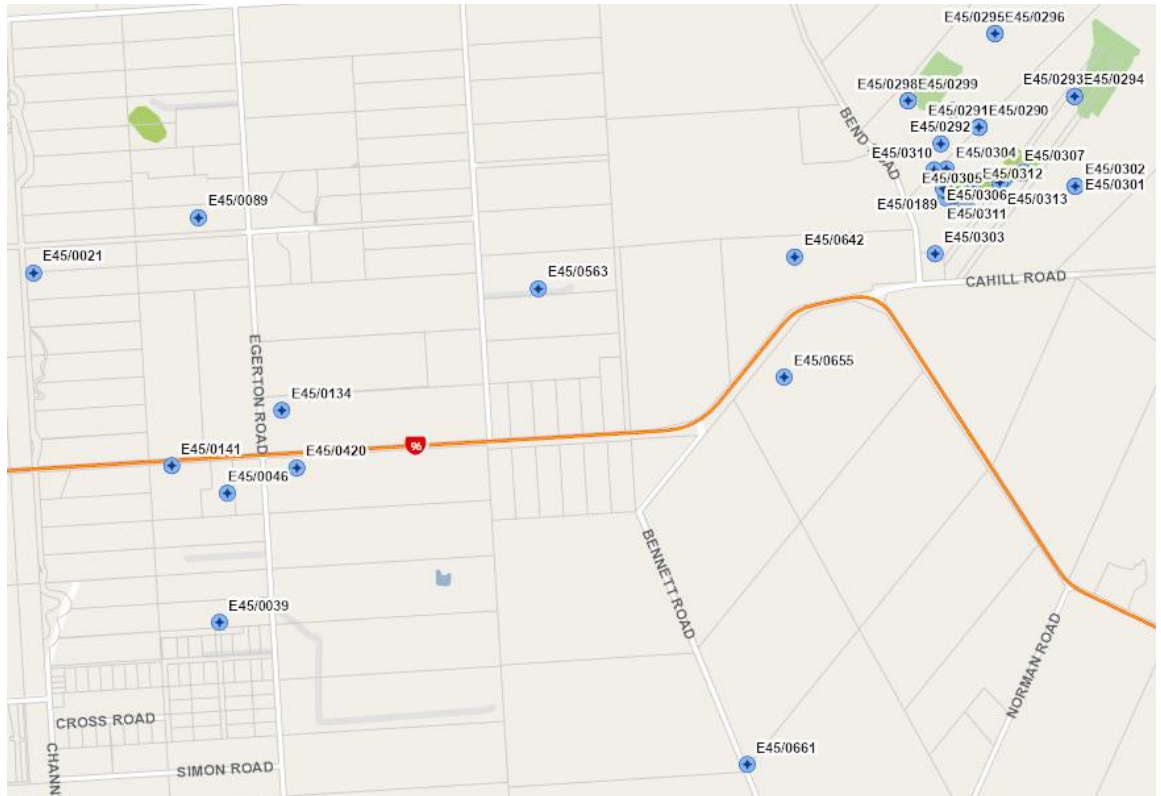 E45/0295E45/0296
E45/0293E45/0294
E45/0298E45/0299
E45/0291E45/0290
E45/0292
BEND ROAD
E45/0310
E45/0304
E45/0307
E45/0305
E45/0312
E45/0302
E45/0301
E45/0306
E45/0313
E45/0189
E45/0311
E45/0089
E45/0303
E45/0642
E45/0021
E45/0563
CAHILL ROAD
EGERTON ROAD
E45/0655
E45/0134
96
E45/0141
E45/0420
E45/0046
BENNETT ROAD
E45/0039
NORMAN ROAD
CROSS ROAD
E45/0661
SIMON ROAD
CHANN